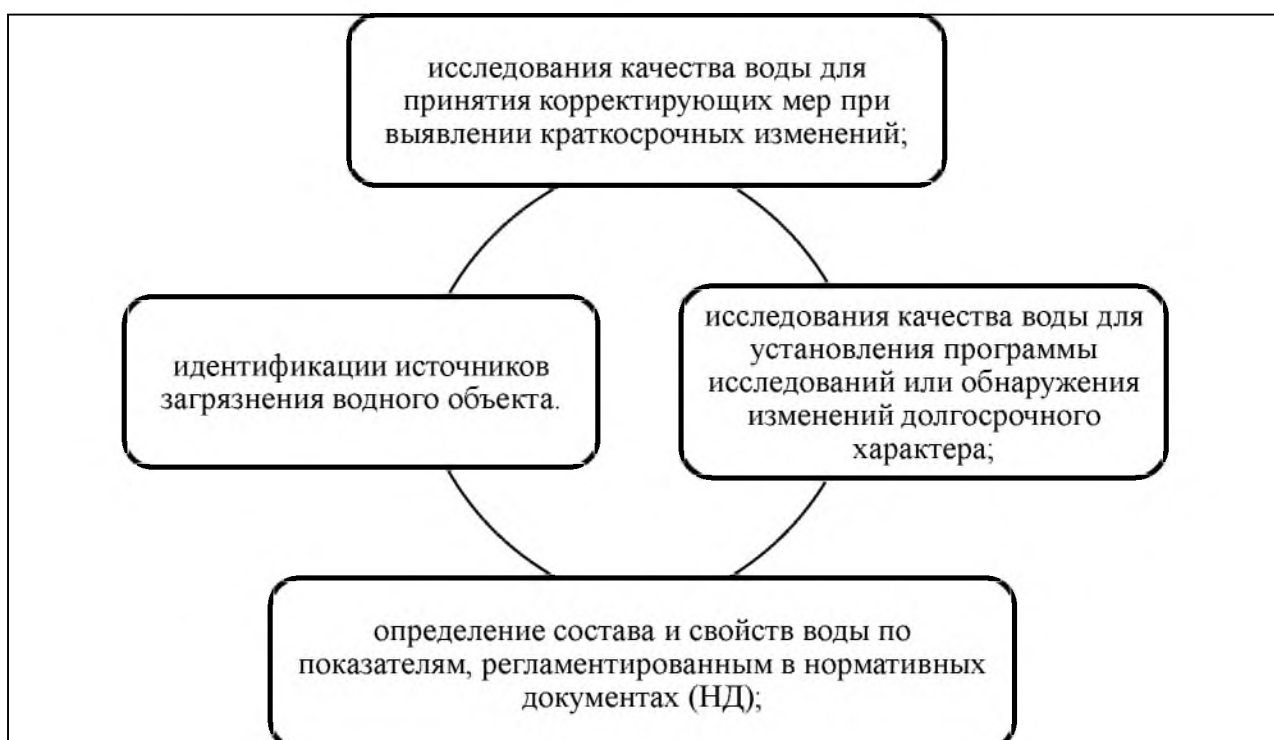 исследования качества воды для
принятия корректирующих мер при
выявлении краткосрочных изменений;
исследования качества воды для
установления программы
исследований или обнаружения
изменений долгосрочного
характера;
определение состава и свойств воды по
показателям, регламентированным в нормативных
документах (НД);
идентификации источников
загрязнения водного объекта.